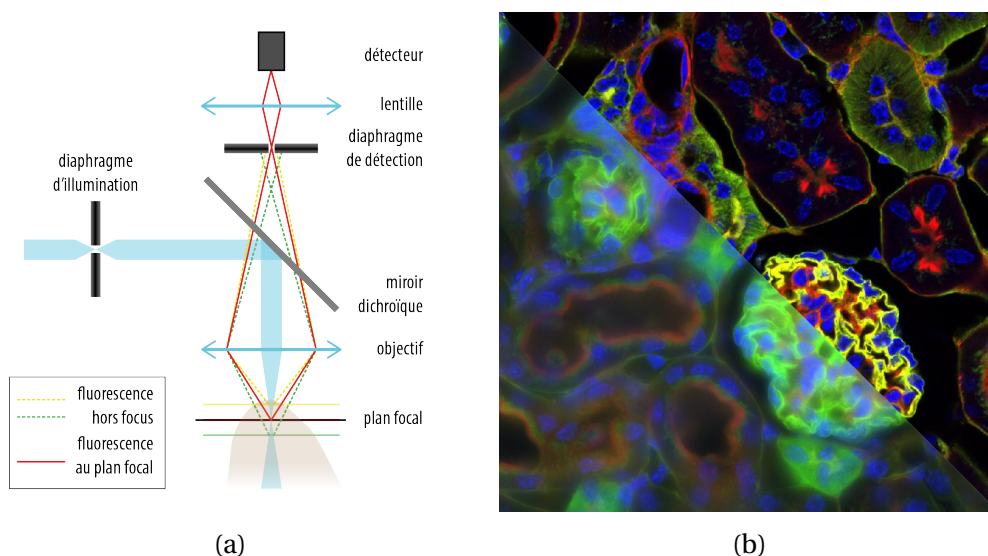 détecteur
lentille
diaphragme
de détection
diaphragme
d'illumination
miroir
dichroïque
objectif
plan focal
fluorescence
hors focus
fluorescence
au plan focal
(a)
(b)